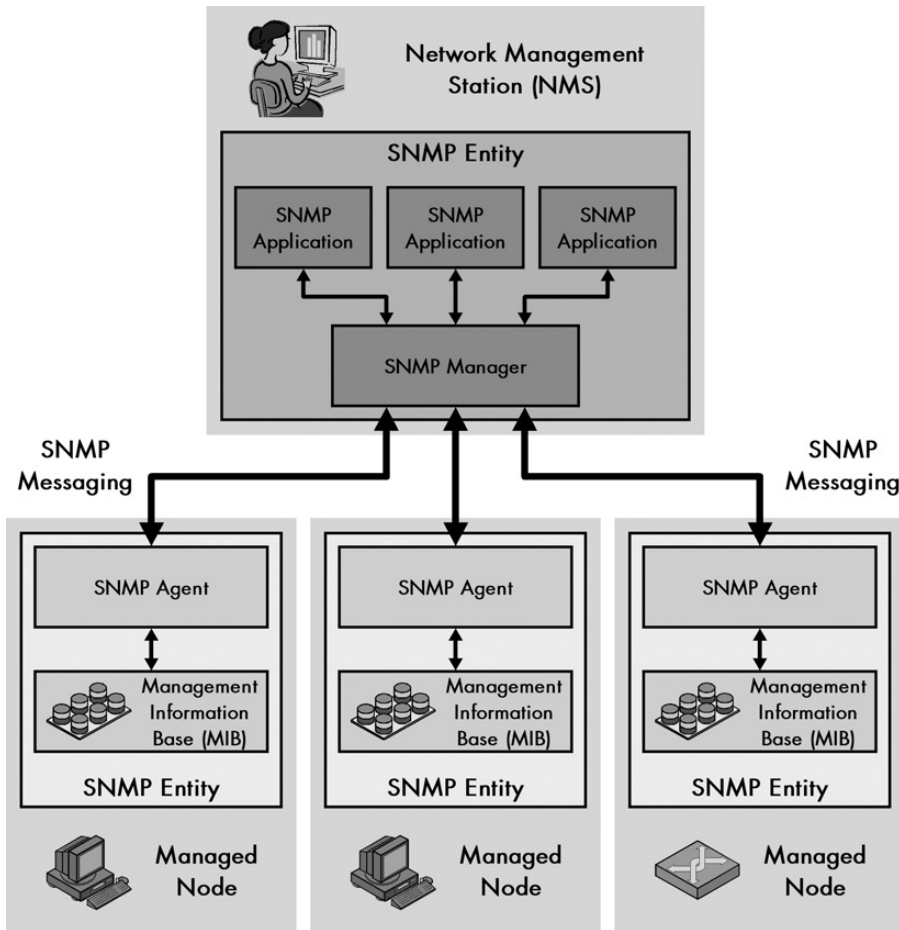 Network Management
Station (NMS)
SNMP Entity
SNMP
Application
SNMP
Application
SNMP
Application
SNMP Manager
SNMP
Messaging
SNMP
Messaging
SNMP Agent
Management
Information
Base (MIB)
SNMP Entity
Managed
Node
SNMP Agent
Management
Information
Base (MIB)
SNMP Entity
Managed
Node
SNMP Agent
Management
Information
Base (MIB)
SNMP Entity
Managed
Node